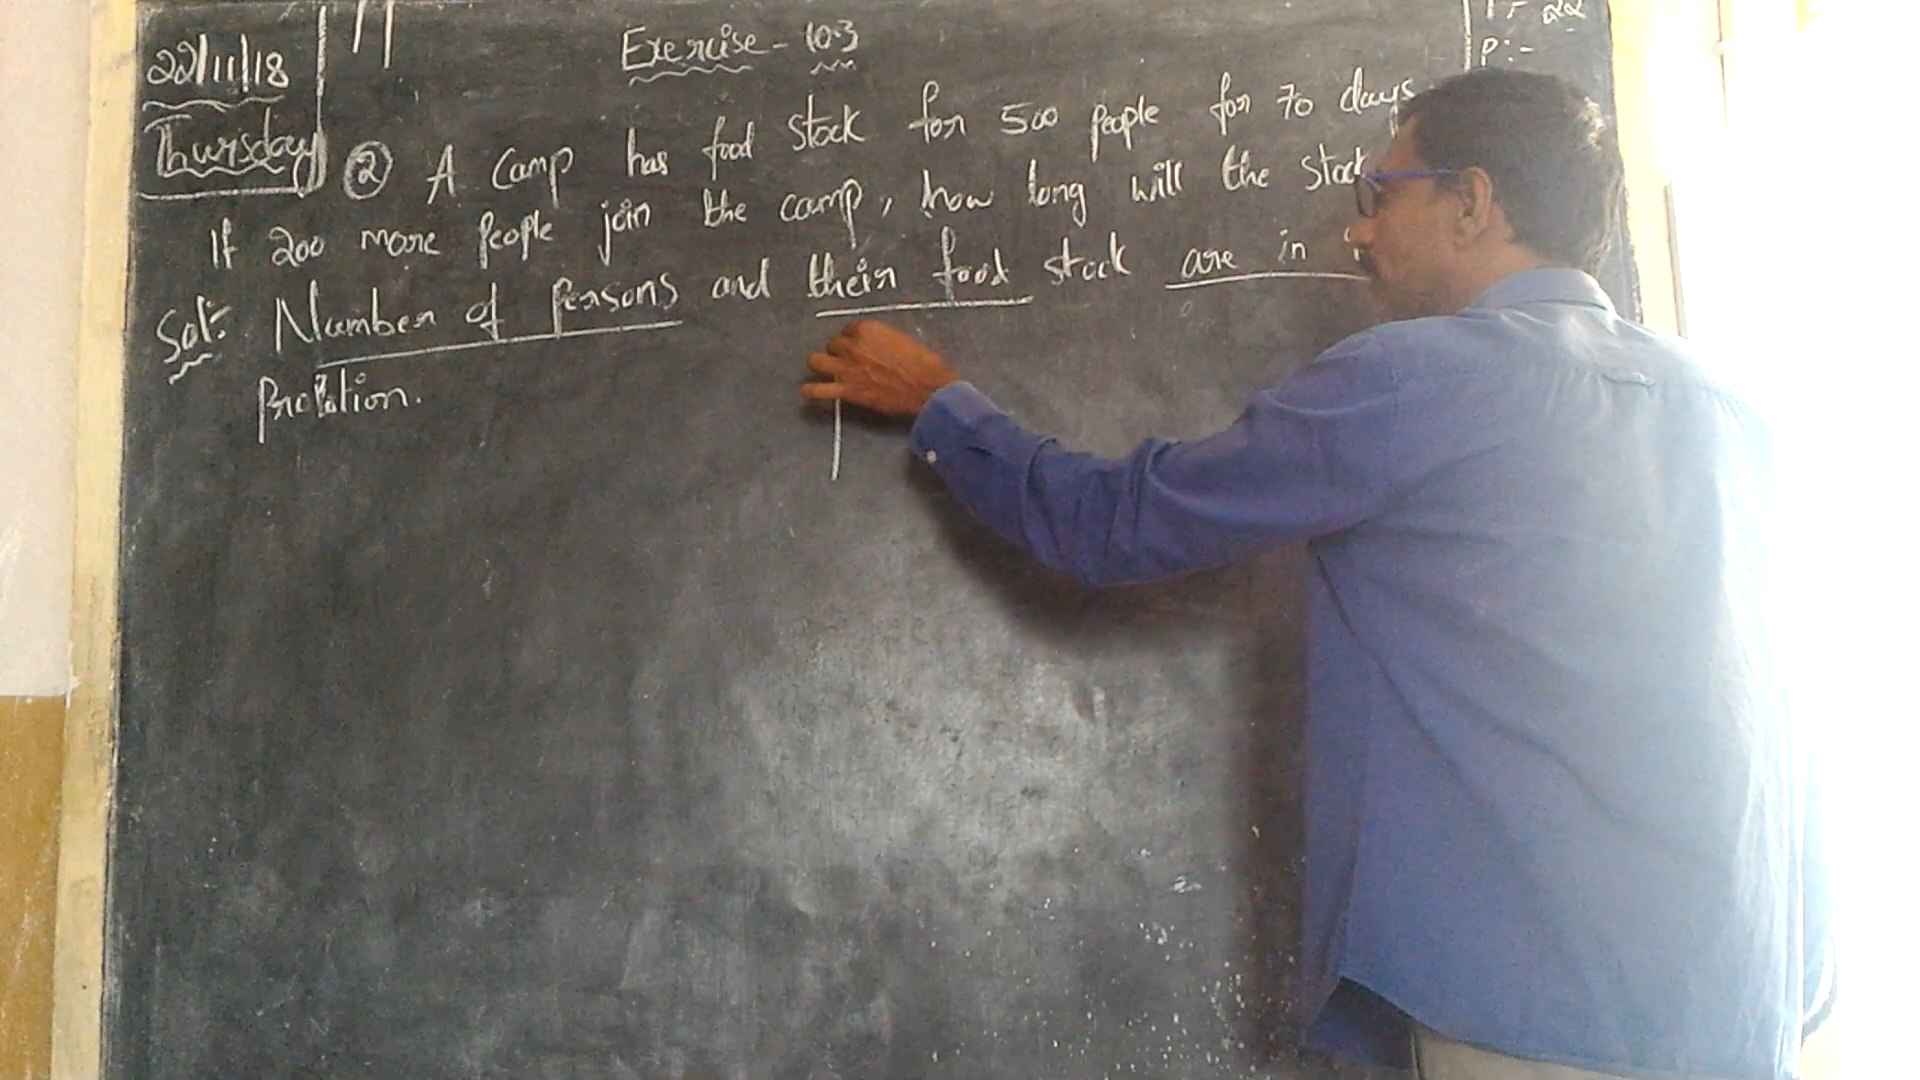 22/11/18
Thursday
Exercise - 10.3
P:-
② A Camp has food stock for 500 people for 70 days
If 200 more people join the camp, how long will the stock
Sol:- Number of persons and their food stock are in